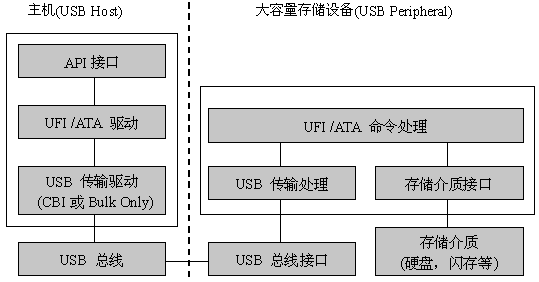 主机(USB Host)
大容量存储设备(USB Peripheral)
API 接口
UFI /ATA 驱动
UFI /ATA 命令处理
USB 传输驱动
(CBI 或 Bulk Only)
USB 传输处理
存储介质接口
USB 总线
USB 总线接口
存储介质
(硬盘，闪存等)